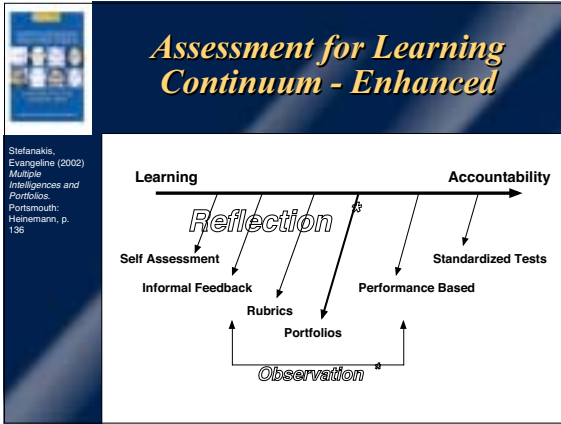 Assessment for Learning
Continuum - Enhanced
Stefanakis,
Evangeline (2002)
Multiple
Intelligences and
Portfolios.
Portsmouth:
Heinemann, p.
136
Learning
Accountability
Reflection
Self Assessment
Standardized Tests
Informal Feedback
Performance Based
Rubrics
Portfolios
Observation